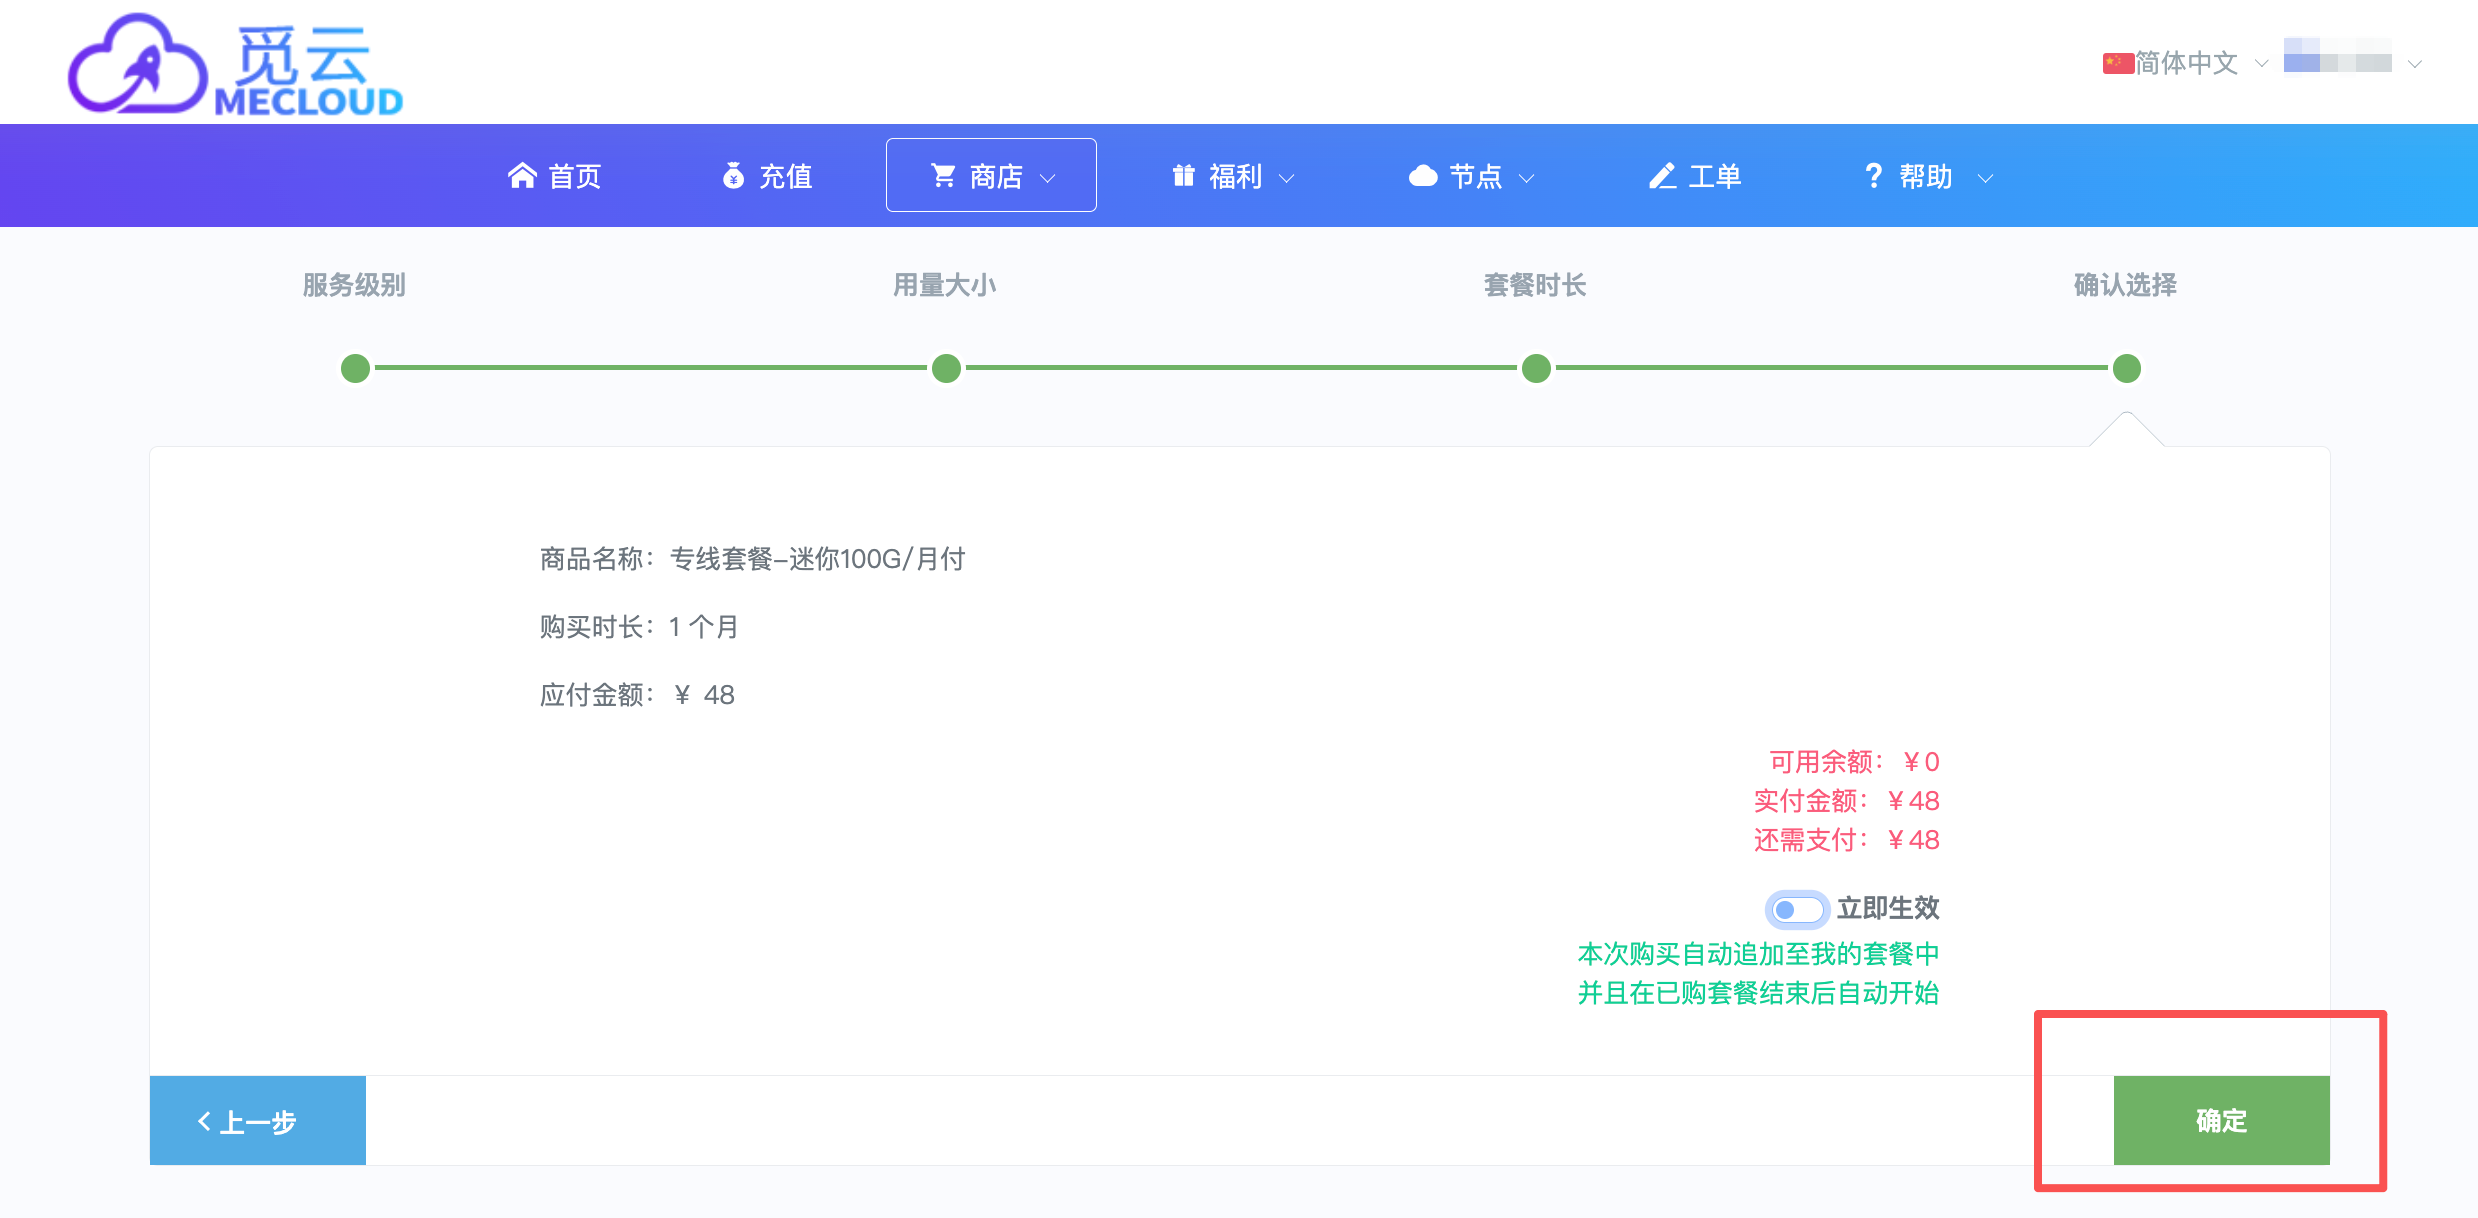 觅云
MECLOUD
简体中文
首页
充值
商店
福利
节点
工单
帮助
服务级别
用量大小
套餐时长
确认选择
商品名称：专线套餐-迷你100G/月付
购买时长：1 个月
应付金额：¥ 48
可用余额：¥0
实付金额：¥48
还需支付：¥48
立即生效
本次购买自动追加至我的套餐中
并且在已购套餐结束后自动开始
上一步
确定